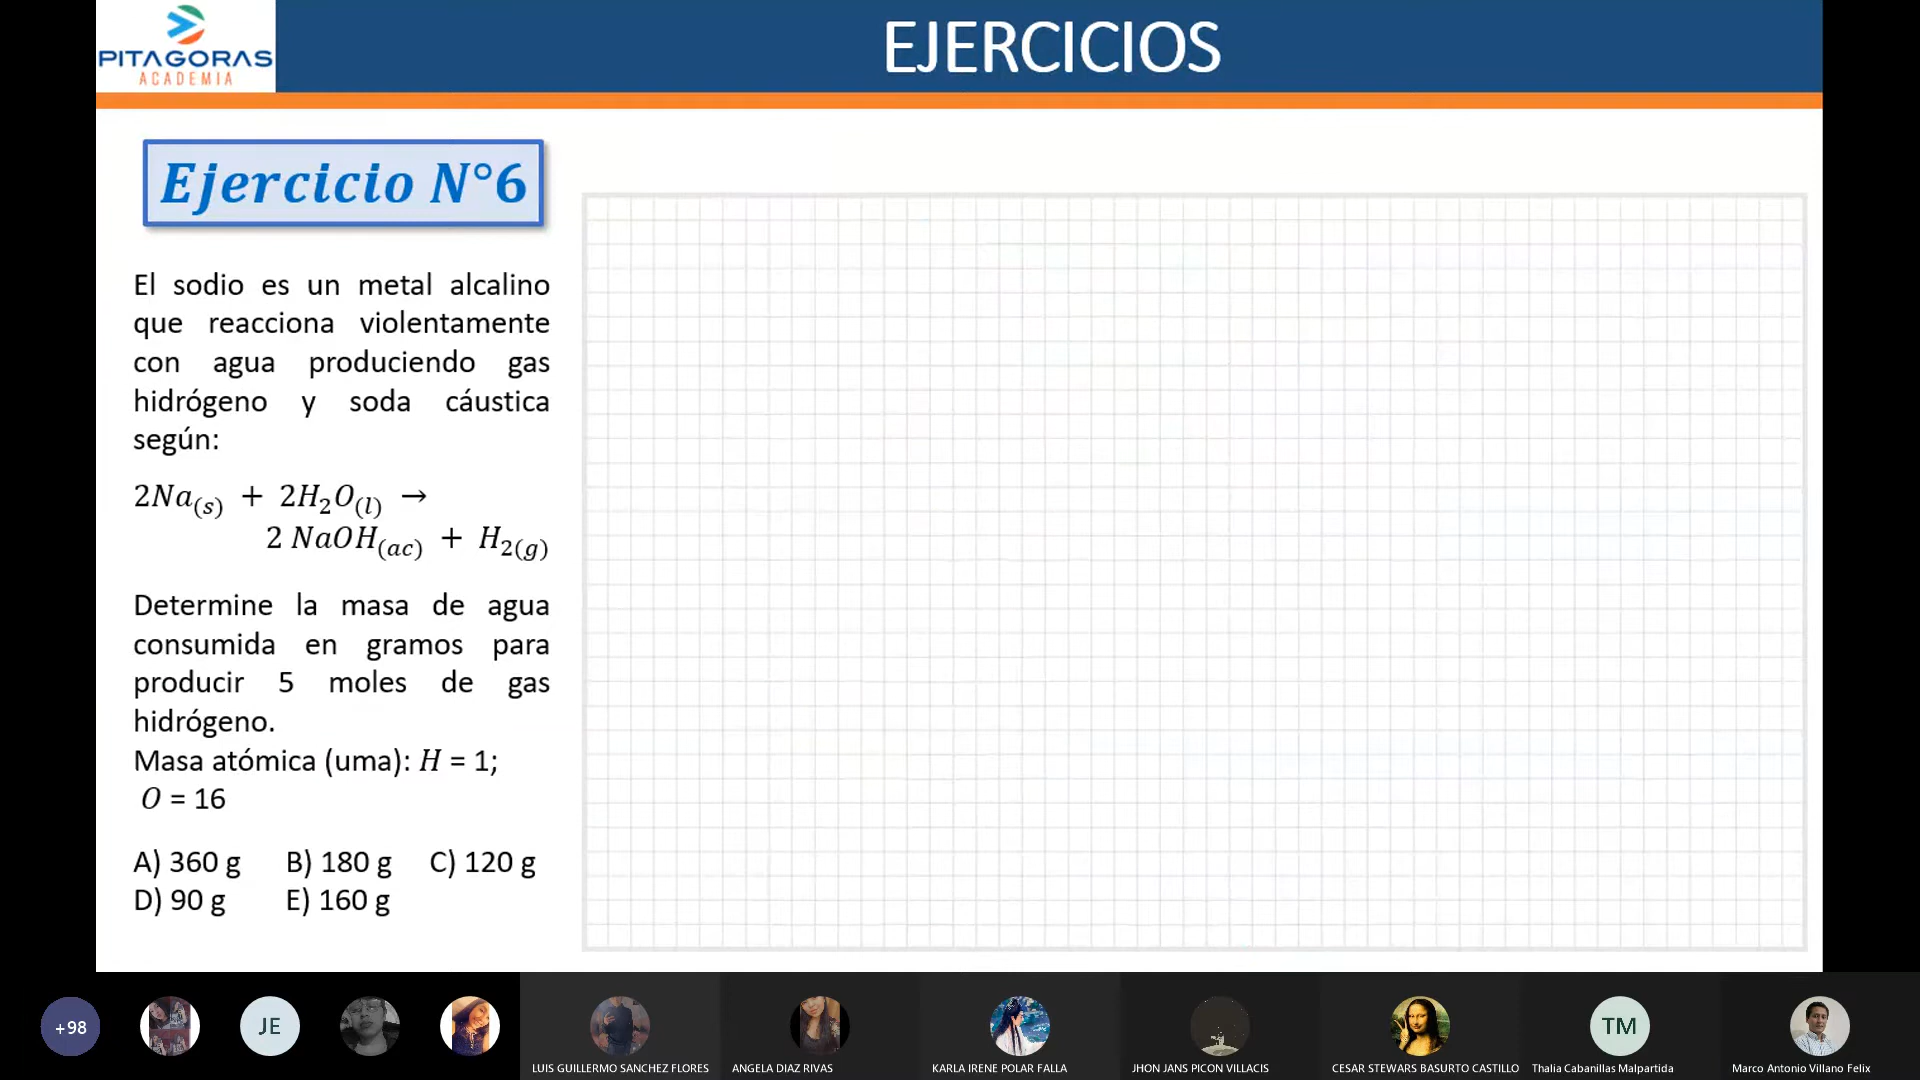 PITAGORAS
ACADEMIA
EJERCICIOS
Ejercicio N°6
El sodio es un metal alcalino
que reacciona violentamente
con agua produciendo gas
hidrógeno y soda cáustica
según:
2Na(s) + 2H₂O(l) →
2 NaOH(ac) + H₂(g)
Determine la masa de agua
consumida en gramos para
producir 5 moles de gas
hidrógeno.
Masa atómica (uma): H = 1;
O = 16
A) 360 g B) 180 g C) 120 g
D) 90 g E) 160 g
+98
JE
TM
LUIS GUILLERMO SANCHEZ FLORES
ANGELA DIAZ RIVAS
KARLA IRENE POLAR FALLA
JHON JANS PICON VILLACIS
CESAR STEWARS BASURTO CASTILLO
Thalia Cabanillas Malpartida
Marco Antonio Villano Felix